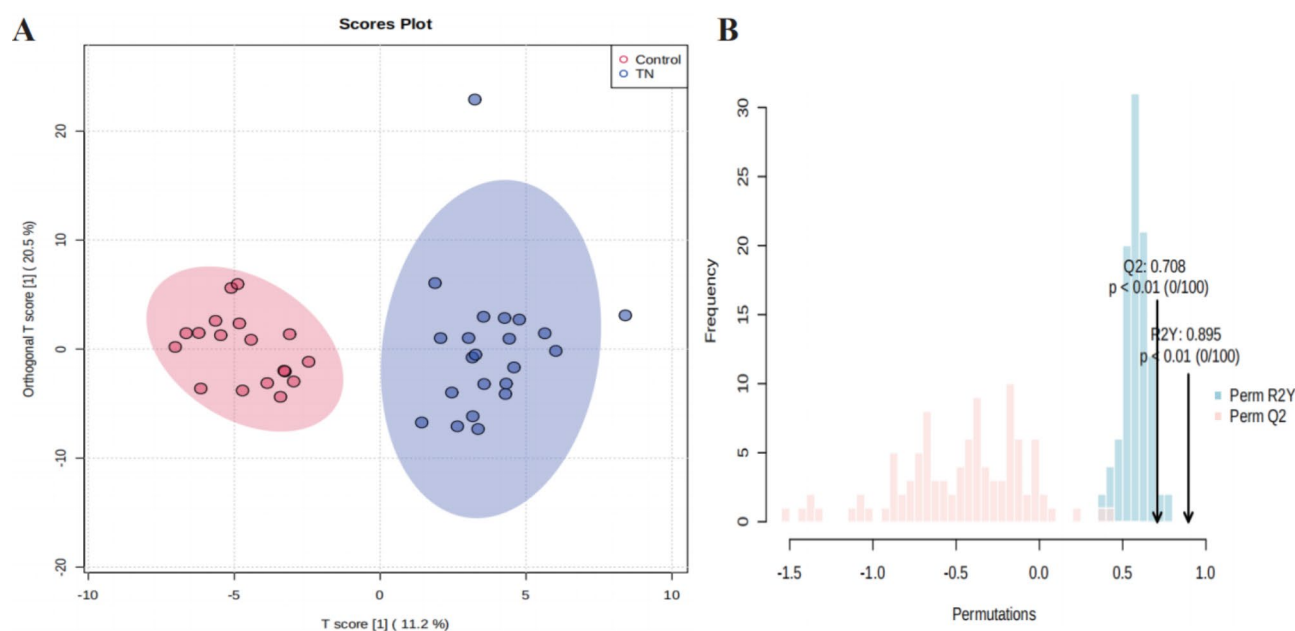 A
Scores Plot
Control
TN
Orthogonal T score [1] ( 20.5 %)
20
10
0
-10
-20
-10
-5
0
5
10
T score [1] ( 11.2 %)
B
Frequency
30
25
20
15
10
5
0
Q2: 0.708
p < 0.01 (0/100)
R2Y: 0.895
p < 0.01 (0/100)
Perm R2Y
Perm Q2
-1.5
-1.0
-0.5
0.0
0.5
1.0
Permutations